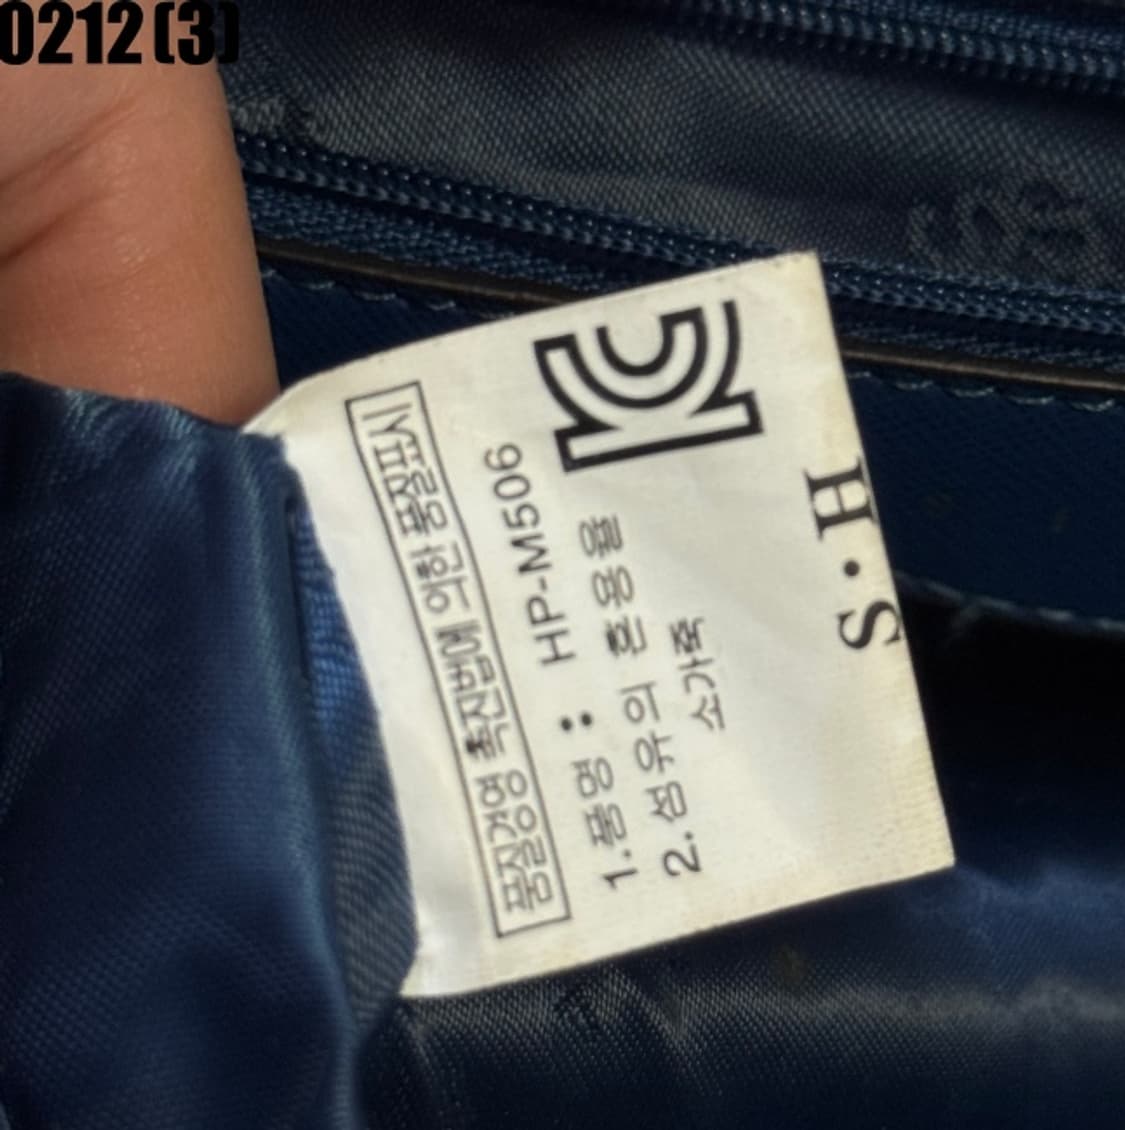 0212(3)
품질경영 촉진법에 의한 품질표시
1.품명 : HP-M506
2.섬유의 혼용율
소가죽
KC
S·H